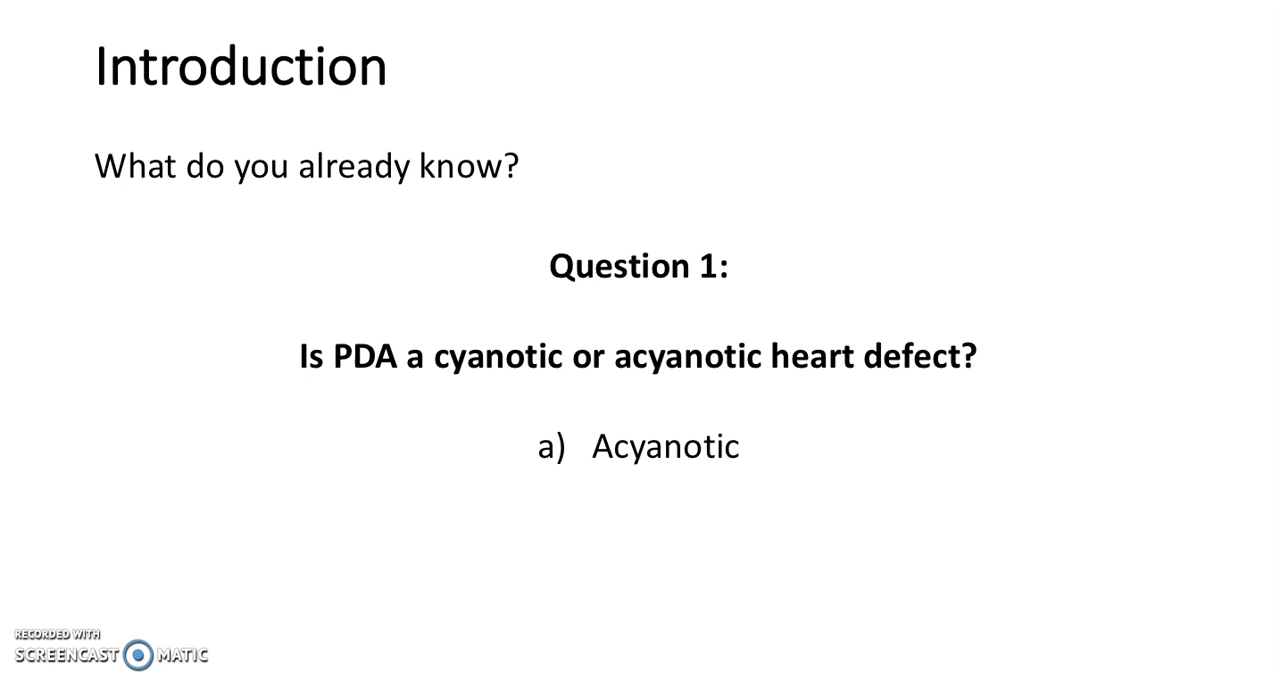 Introduction
What do you already know?
Question 1:
Is PDA a cyanotic or acyanotic heart defect?
a) Acyanotic
RECORDED WITH
SCREENCAST MATIC